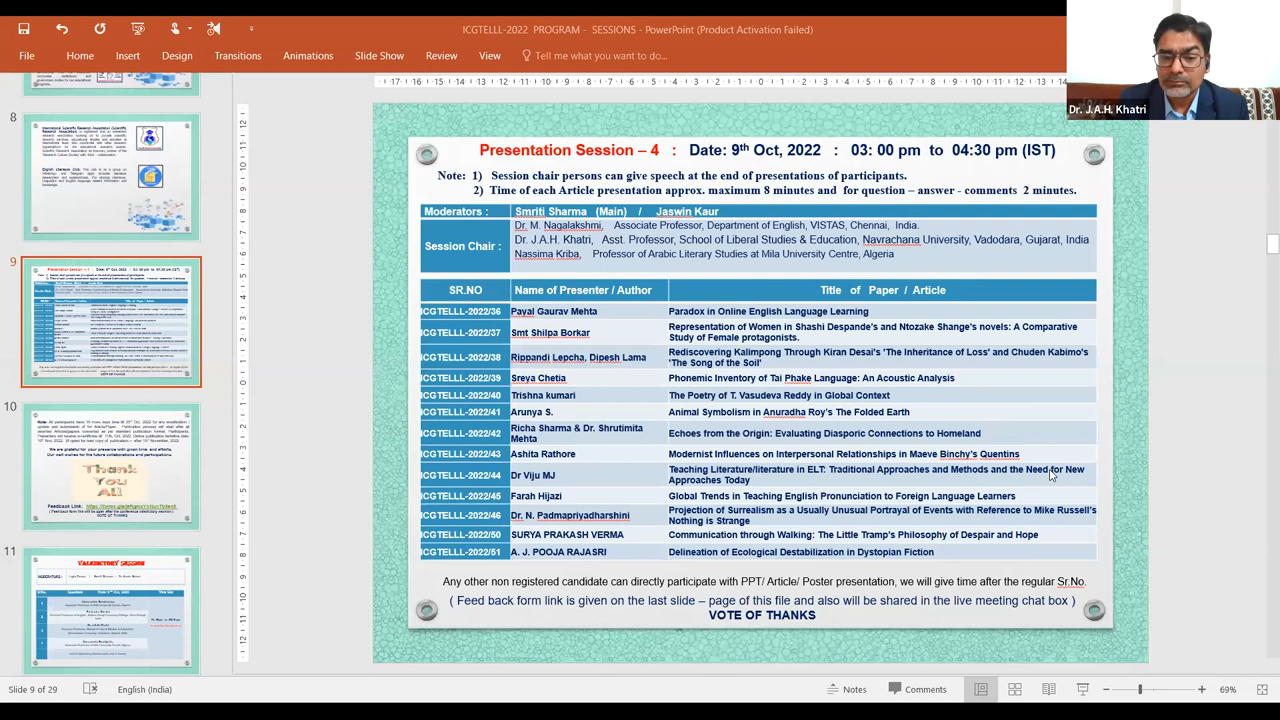 ICGTELLL-2022 PROGRAM - SESSIONS - PowerPoint (Product Activation Failed)
File Home Insert Design Transitions Animations Slide Show Review View Tell me what you want to do...
Dr. J.A.H. Khatri
8
9
10
Thank
You
All
11
VALEDICTORY SESSION
Presentation Session – 4 : Date: 9th Oct, 2022 : 03: 00 pm to 04:30 pm (IST)
Note: 1) Session chair persons can give speech at the end of presentations of participants.
2) Time of each Article presentation approx. maximum 8 minutes and for question – answer - comments 2 minutes.
Moderators : Smriti Sharma (Main) / Jaswin Kaur
Session Chair : Dr. M. Nagalakshmi, Associate Professor, Department of English, VISTAS, Chennai, India.
Dr. J.A.H. Khatri, Asst. Professor, School of Liberal Studies & Education, Navrachana University, Vadodara, Gujarat, India
Nassima Kriba, Professor of Arabic Literary Studies at Mila University Centre, Algeria
SR.NO Name of Presenter / Author Title of Paper / Article
ICGTELLL-2022/36 Payal Gaurav Mehta Paradox in Online English Language Learning
ICGTELLL-2022/37 Smt Shilpa Borkar Representation of Women in Shashi Despande's and Ntozake Shange's novels: A Comparative
Study of Female protagonists.
ICGTELLL-2022/38 Rippandi Lepcha, Dipesh Lama Rediscovering Kalimpong Through Kiran Desai's 'The Inheritance of Loss' and Chuden Kabimo's
'The Song of the Soil'
ICGTELLL-2022/39 Sreya Chetia Phonemic Inventory of Tai Phake Language: An Acoustic Analysis
ICGTELLL-2022/40 Trishna kumari The Poetry of T. Vasudeva Reddy in Global Context
ICGTELLL-2022/41 Arunya S. Animal Symbolism in Anuradha Roy's The Folded Earth
ICGTELLL-2022/42 Richa Sharma & Dr. Shrutimita
Mehta Echoes from the Origin: Evaluating Diasporic Connections to Homeland
ICGTELLL-2022/43 Ashita Rathore Modernist Influences on Interpersonal Relationships in Maeve Binchy's Quentins
ICGTELLL-2022/44 Dr Viju MJ Teaching Literature/literature in ELT: Traditional Approaches and Methods and the Need for New
Approaches Today
ICGTELLL-2022/45 Farah Hijazi Global Trends in Teaching English Pronunciation to Foreign Language Learners
ICGTELLL-2022/46 Dr. N. Padmapriyadharshini Projection of Surrealism as a Usually Unusual Portrayal of Events with Reference to Mike Russell's
Nothing is Strange
ICGTELLL-2022/50 SURYA PRAKASH VERMA Communication through Walking: The Little Tramp's Philosophy of Despair and Hope
ICGTELLL-2022/51 A. J. POOJA RAJASRI Delineation of Ecological Destabilization in Dystopian Fiction
Any other non registered candidate can directly participate with PPT/ Article/ Poster presentation, we will give time after the regular Sr.No.
( Feed back link is given on the last slide – page of this file and also will be shared in the meeting chat box )
VOTE OF THANKS
Slide 9 of 29 English (India) Notes Comments 69%